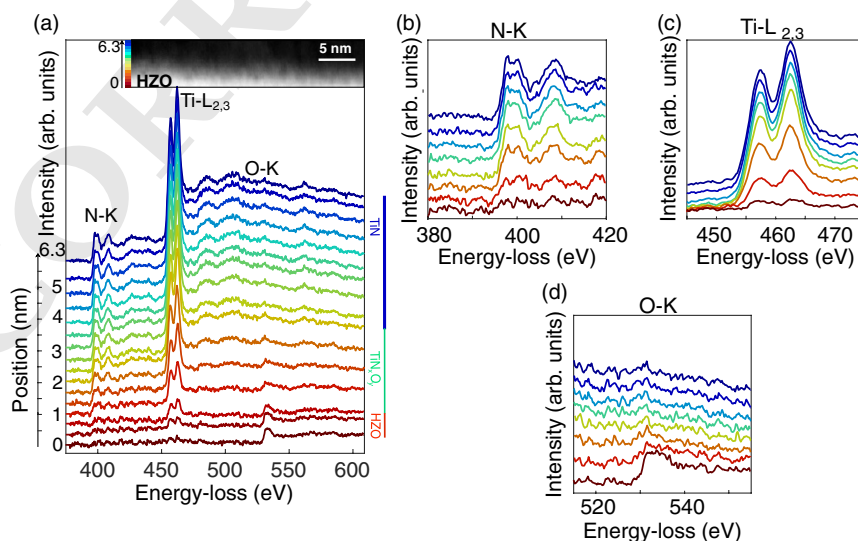 (a)
6.3
0
HZO
5 nm
Ti-L2,3
O-K
N-K
Intensity (arb. units)
Position (nm)
6.3
5
4
3
2
1
0
TiN
TiNxOy
HZO
400 450 500 550 600
Energy-loss (eV)
(b)
N-K
Intensity (arb. units)
380 400 420
Energy-loss (eV)
(c)
Ti-L 2,3
Intensity (arb. units)
450 460 470
Energy-loss (eV)
(d)
O-K
Intensity (arb. units)
520 540
Energy-loss (eV)